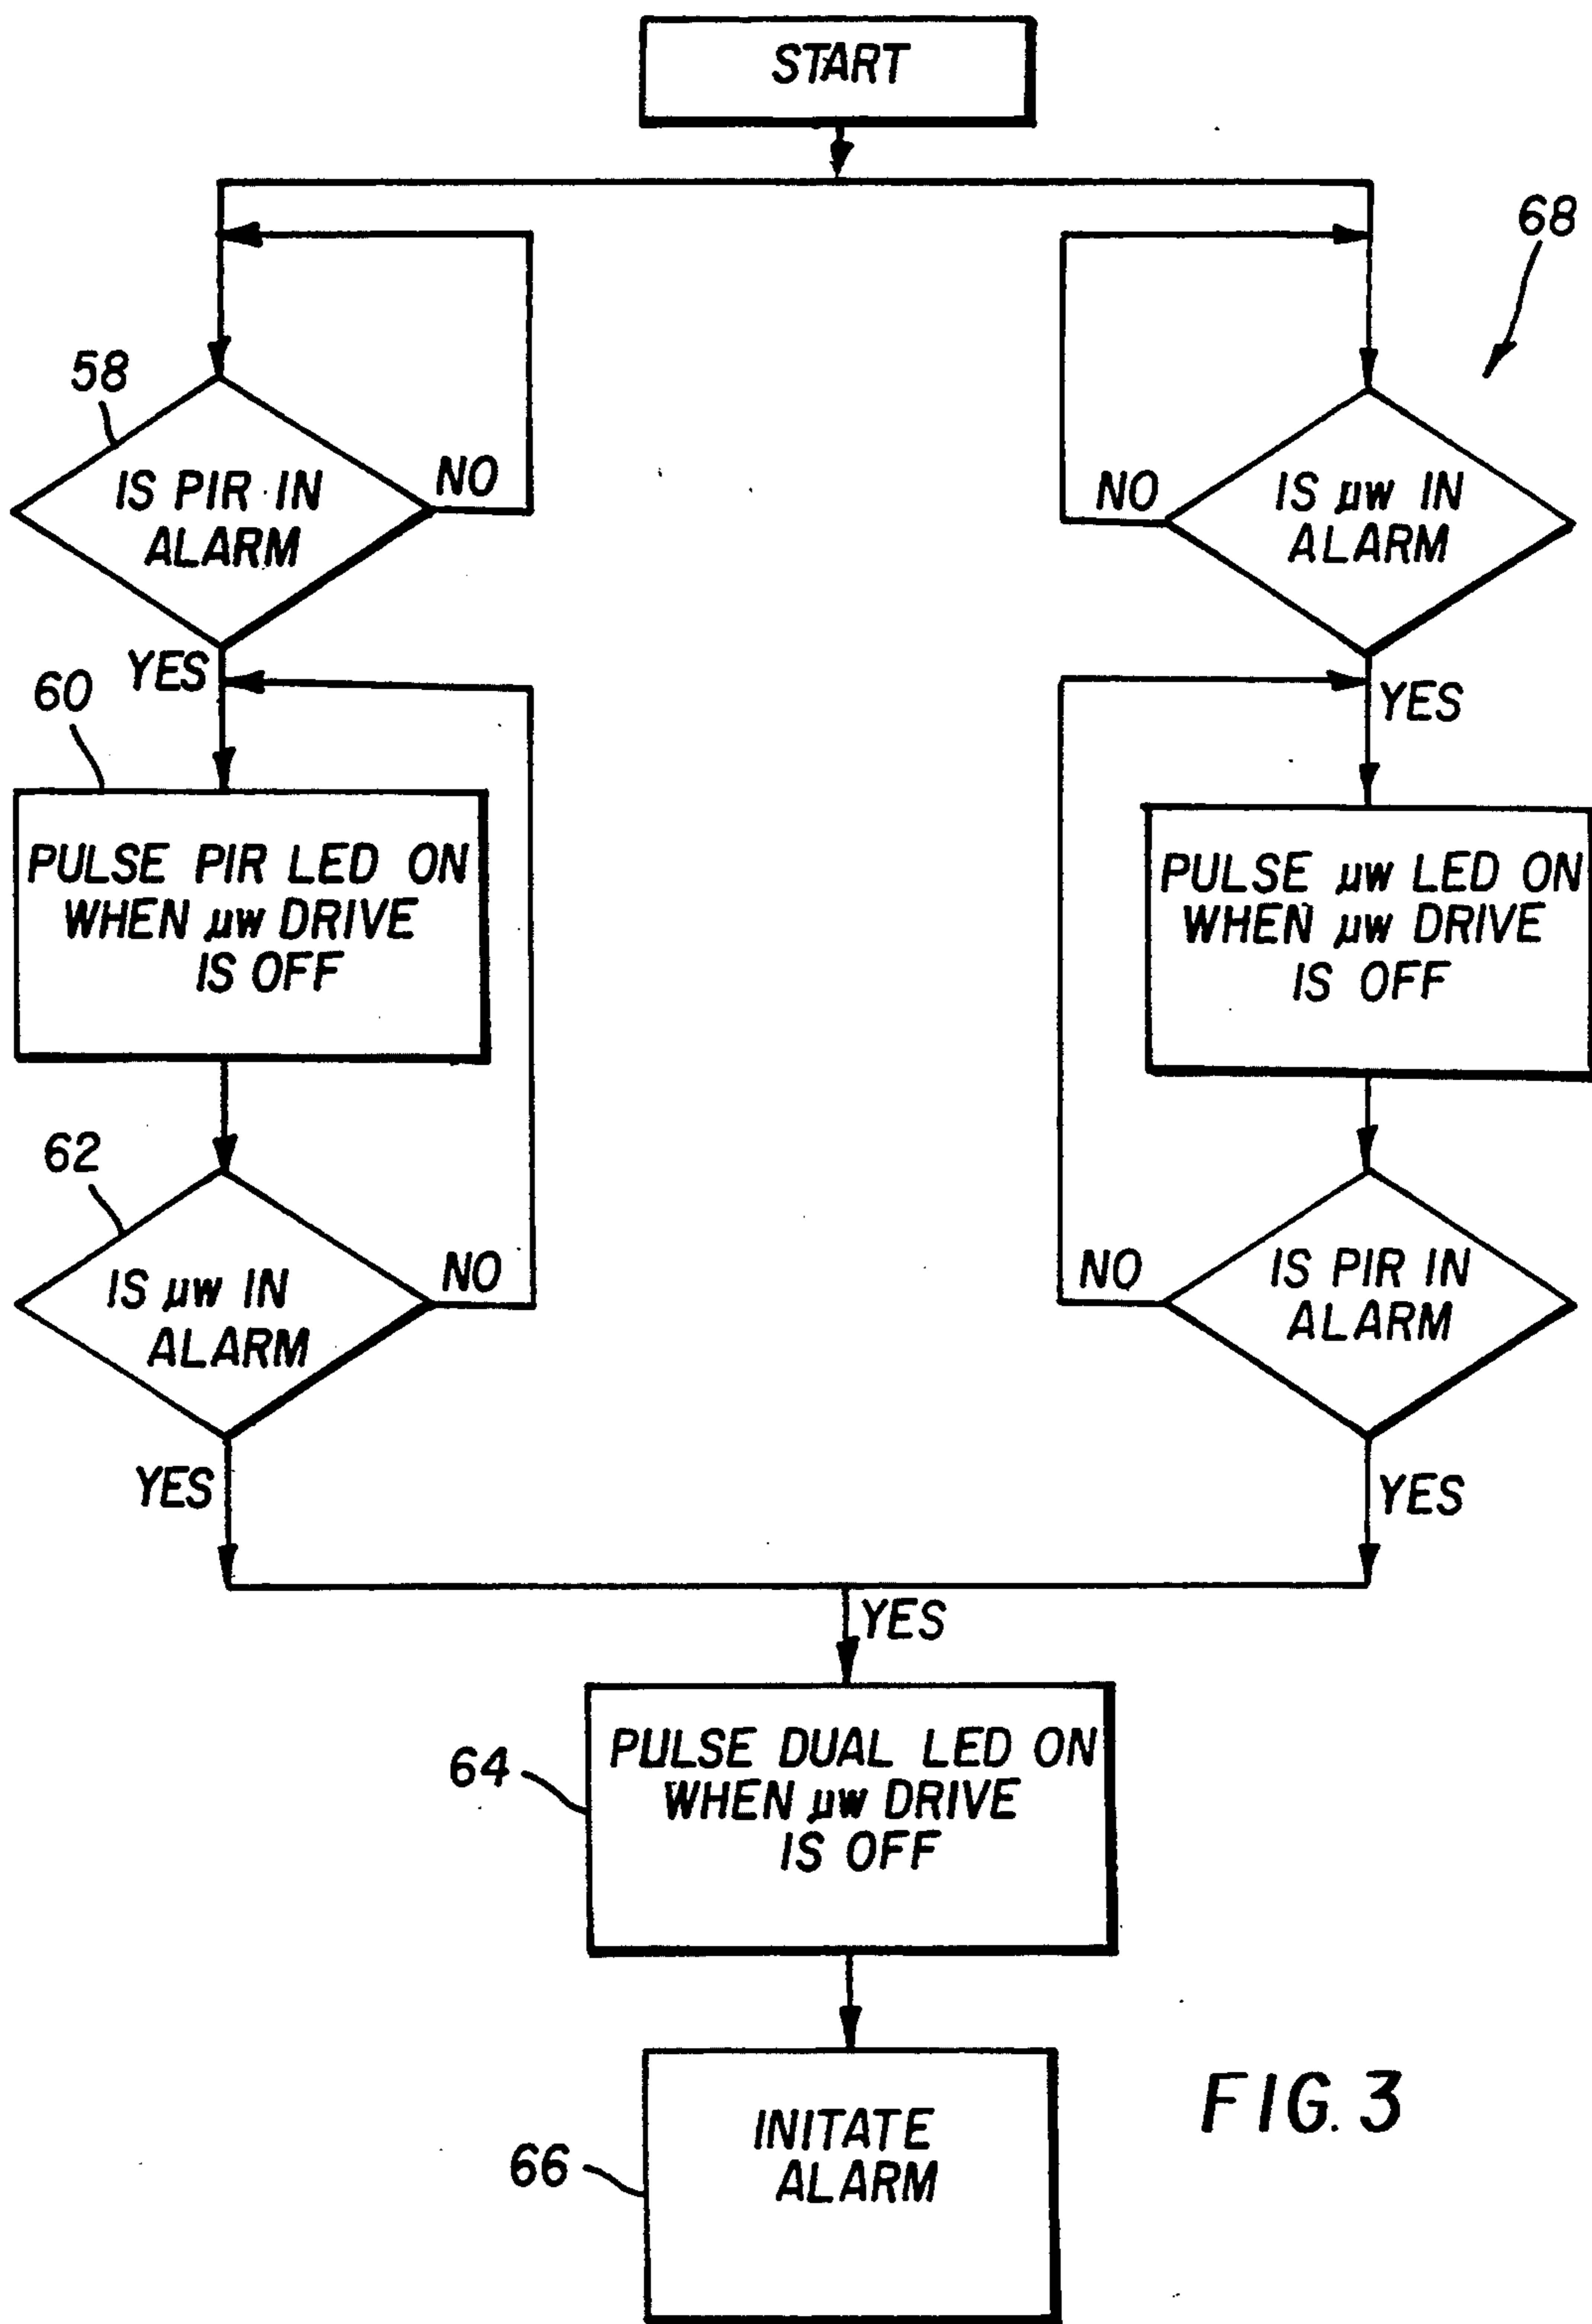 START
68
58
IS PIR IN
ALARM
NO
YES
NO
IS µw IN
ALARM
YES
60
PULSE PIR LED ON
WHEN µw DRIVE
IS OFF
PULSE µw LED ON
WHEN µw DRIVE
IS OFF
62
IS µw IN
ALARM
NO
YES
NO
IS PIR IN
ALARM
YES
YES
64
PULSE DUAL LED ON
WHEN µw DRIVE
IS OFF
66
INITATE
ALARM
FIG. 3